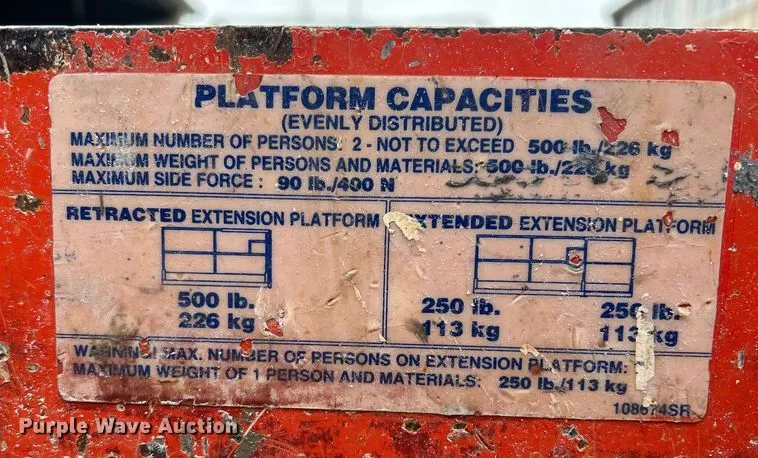 PLATFORM CAPACITIES
(EVENLY DISTRIBUTED)
MAXIMUM NUMBER OF PERSONS: 2 - NOT TO EXCEED 500 lb./226 kg
MAXIMUM WEIGHT OF PERSONS AND MATERIALS: 500 lb./226 kg
MAXIMUM SIDE FORCE : 90 lb./400 N
RETRACTED EXTENSION PLATFORM
500 lb.
226 kg
EXTENDED EXTENSION PLATFORM
250 lb. 250 lb.
113 kg 113 kg
WARNING! MAX. NUMBER OF PERSONS ON EXTENSION PLATFORM:
MAXIMUM WEIGHT OF 1 PERSON AND MATERIALS: 250 lb./113 kg
Purple Wave Auction